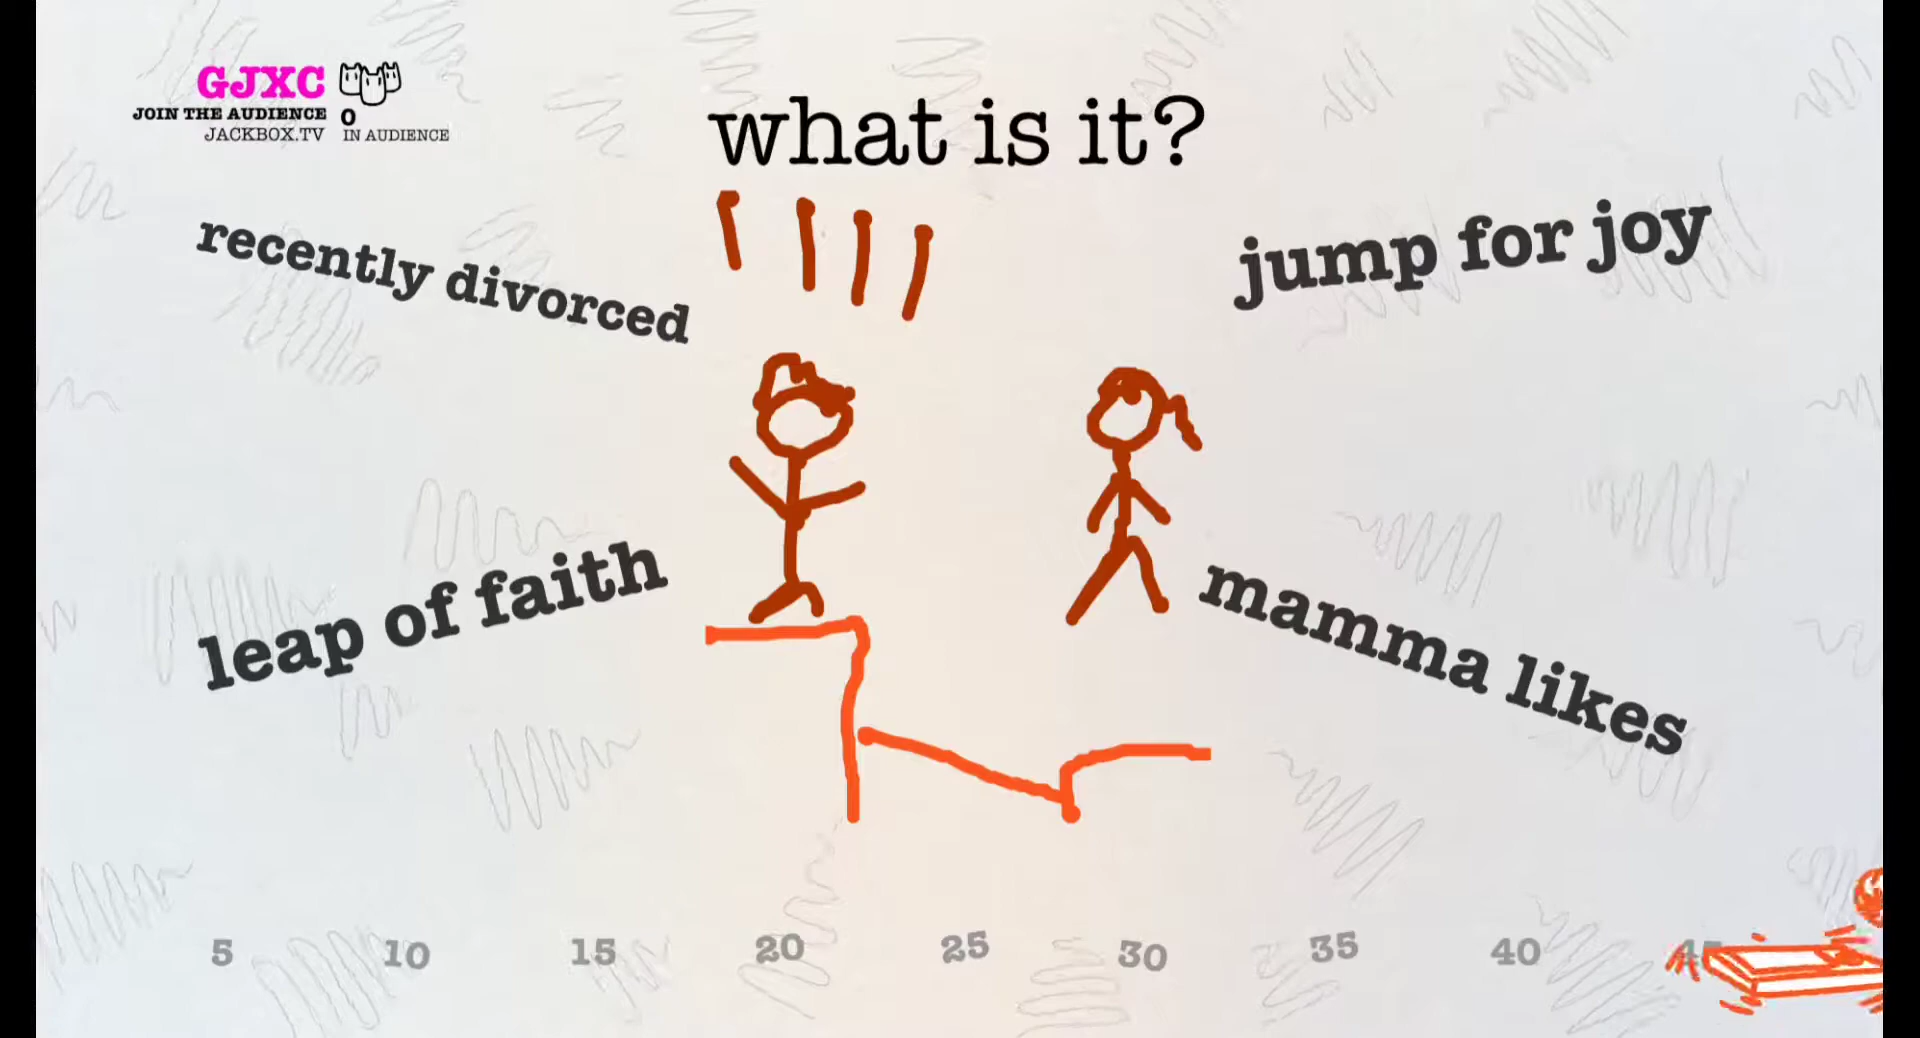 GJXC
JOIN THE AUDIENCE
JACKBOX.TV
0
IN AUDIENCE
what is it?
recently divorced
jump for joy
leap of faith
mamma likes
5 10 15 20 25 30 35 40 45